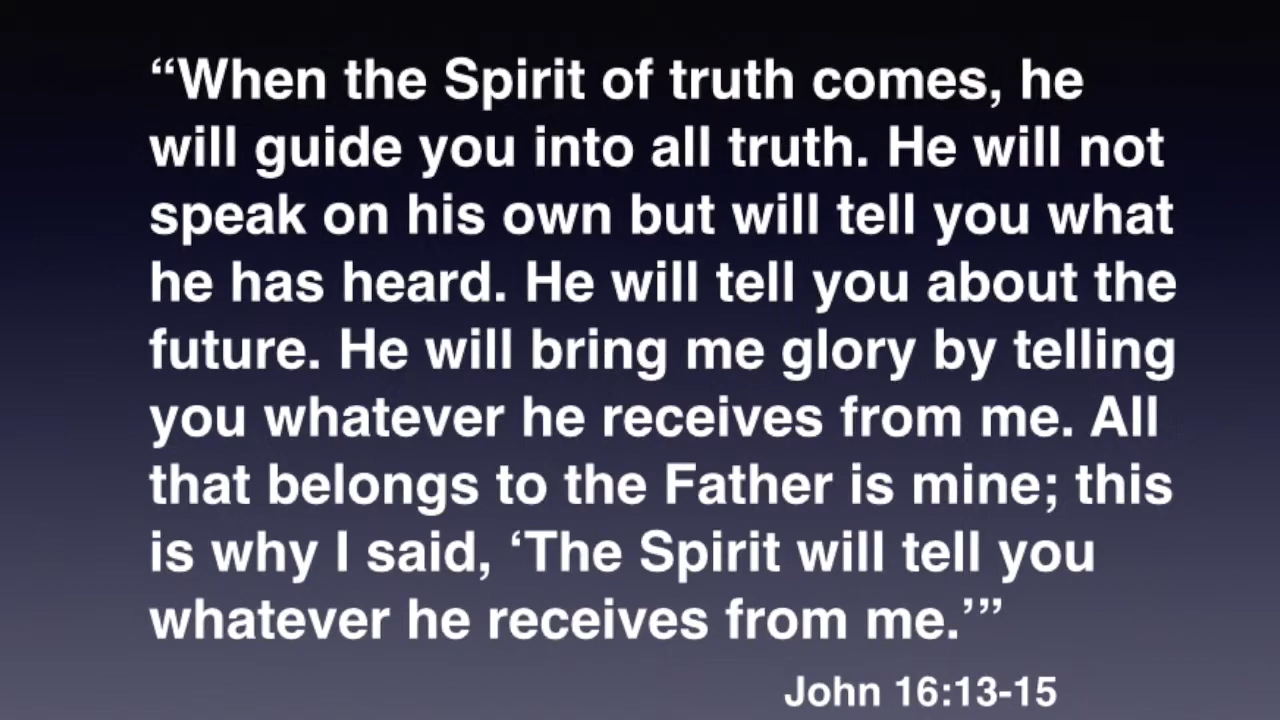 “When the Spirit of truth comes, he
will guide you into all truth. He will not
speak on his own but will tell you what
he has heard. He will tell you about the
future. He will bring me glory by telling
you whatever he receives from me. All
that belongs to the Father is mine; this
is why I said, ‘The Spirit will tell you
whatever he receives from me.’”
John 16:13-15